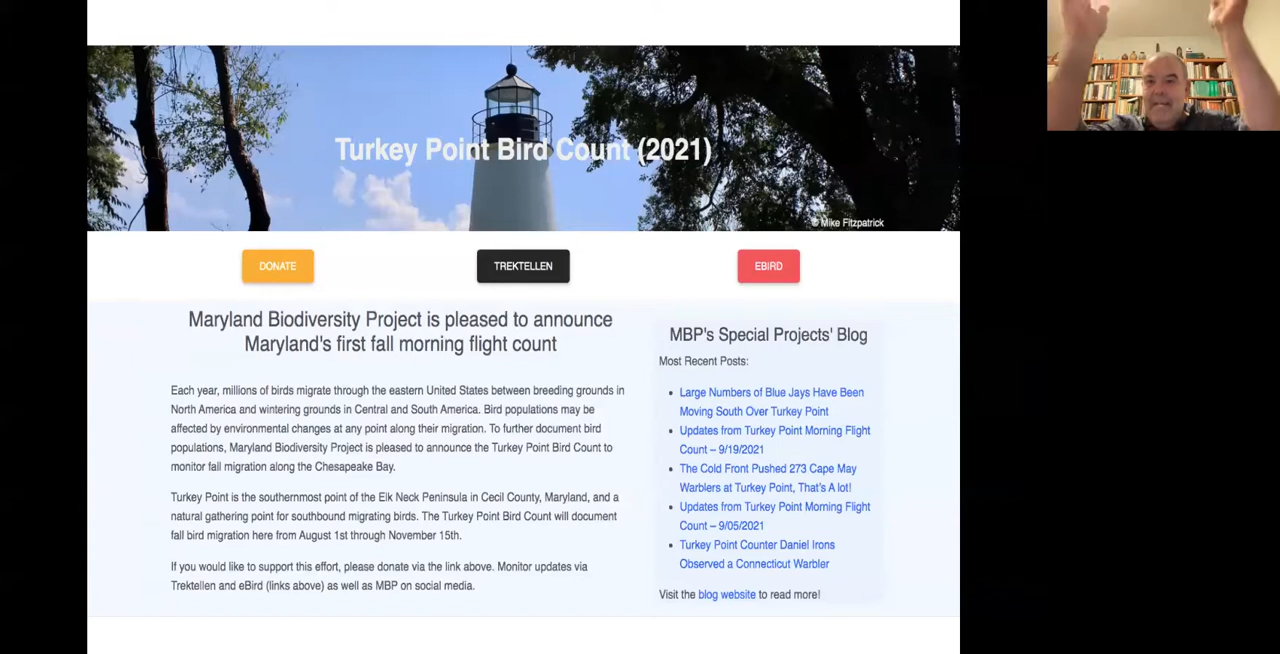 Turkey Point Bird Count (2021)
© Mike Fitzpatrick
DONATE
TREKTELLEN
EBIRD
Maryland Biodiversity Project is pleased to announce
Maryland's first fall morning flight count
Each year, millions of birds migrate through the eastern United States between breeding grounds in
North America and wintering grounds in Central and South America. Bird populations may be
affected by environmental changes at any point along their migration. To further document bird
populations, Maryland Biodiversity Project is pleased to announce the Turkey Point Bird Count to
monitor fall migration along the Chesapeake Bay.
Turkey Point is the southernmost point of the Elk Neck Peninsula in Cecil County, Maryland, and a
natural gathering point for southbound migrating birds. The Turkey Point Bird Count will document
fall bird migration here from August 1st through November 15th.
If you would like to support this effort, please donate via the link above. Monitor updates via
Trektellen and eBird (links above) as well as MBP on social media.
MBP's Special Projects' Blog
Most Recent Posts:
Large Numbers of Blue Jays Have Been
Moving South Over Turkey Point
Updates from Turkey Point Morning Flight
Count – 9/19/2021
The Cold Front Pushed 273 Cape May
Warblers at Turkey Point, That's A lot!
Updates from Turkey Point Morning Flight
Count – 9/05/2021
Turkey Point Counter Daniel Irons
Observed a Connecticut Warbler
Visit the blog website to read more!